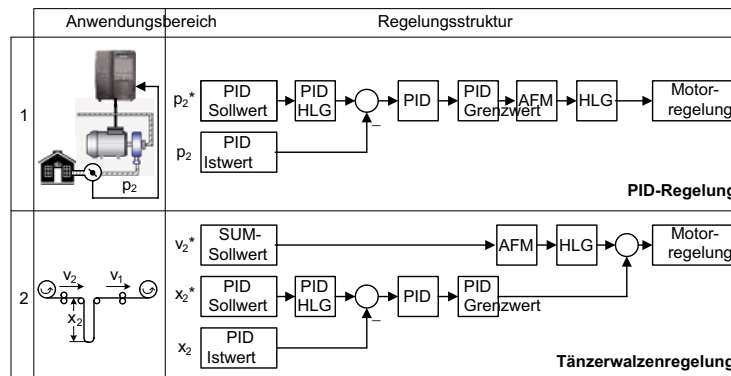 Anwendungsbereich Regelungsstruktur
1
p2
p2* PID Sollwert PID HLG PID PID Grenzwert AFM HLG Motor-regelung
p2 PID Istwert
–
PID-Regelung
2
v2 v1
x2
v2* SUM-Sollwert AFM HLG Motor-regelung
x2* PID Sollwert PID HLG PID PID Grenzwert
–
x2 PID Istwert
Tänzerwalzenregelung